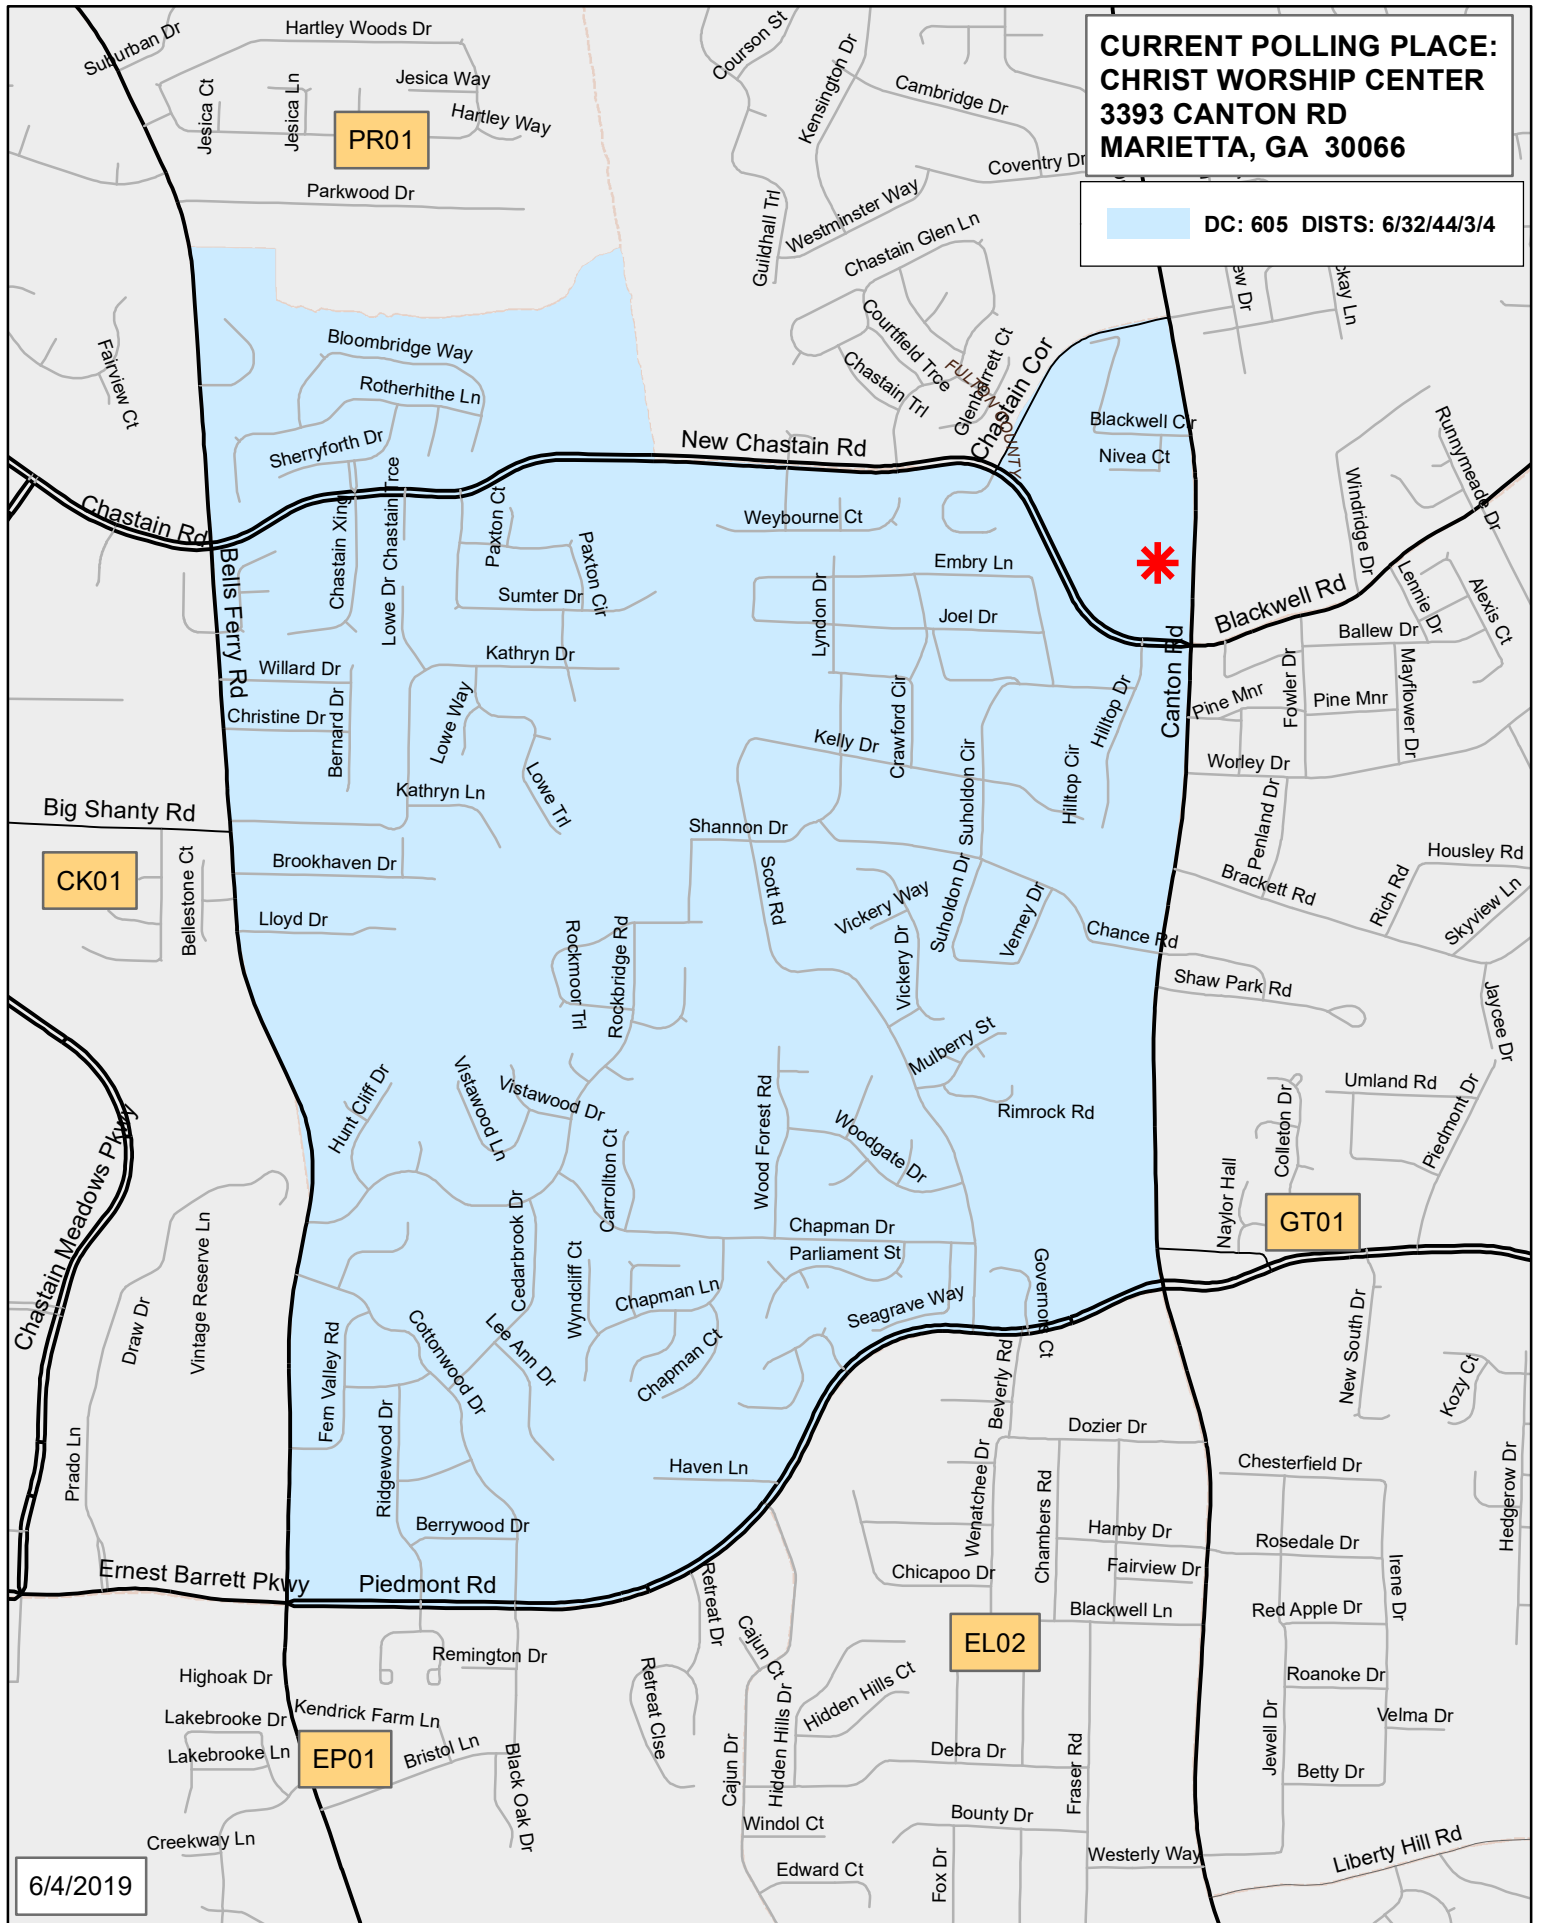 Suburban Dr
Hartley Woods Dr
Jesica Ct
Jesica Ln
Jesica Way
Hartley Way
PR01
Parkwood Dr
Courson St
Kensington Dr
Cambridge Dr
Coventry Dr
Westminster Way
Guildhall Trl
Chastain Glen Ln
CURRENT POLLING PLACE:
CHRIST WORSHIP CENTER
3393 CANTON RD
MARIETTA, GA 30066
DC: 605 DISTS: 6/32/44/3/4
ew Dr
ckay Ln
Fairview Ct
Bloombridge Way
Rotherhithe Ln
Sherryforth Dr
Courtfield Trce
Chastain Trl
Glenbarrett Ct
FULTON COUNTY
Chastain Cor
Blackwell Cir
Nivea Ct
Runnymeade Dr
Windridge Dr
New Chastain Rd
Chastain Rd
Chastain Xing
Chastain Trce
Lowe Dr
Paxton Ct
Paxton Cir
Sumter Dr
Weybourne Ct
Embry Ln
Lyndon Dr
Joel Dr
Blackwell Rd
Lennie Dr
Alexis Ct
Ballew Dr
Bells Ferry Rd
Willard Dr
Kathryn Dr
Christine Dr
Bernard Dr
Lowe Way
Lowe Trl
Kathryn Ln
Kelly Dr
Crawford Cir
Suholdon Cir
Hilltop Dr
Hilltop Cir
Canton Rd
Pine Mnr
Fowler Dr
Pine Mnr
Mayflower Dr
Worley Dr
Penland Dr
Big Shanty Rd
CK01
Bellestone Ct
Brookhaven Dr
Lloyd Dr
Shannon Dr
Scott Rd
Vickery Way
Vickery Dr
Suholdon Dr
Verney Dr
Chance Rd
Brackett Rd
Rich Rd
Housley Rd
Skyview Ln
Shaw Park Rd
Jaycee Dr
Rockmoor Trl
Rockbridge Rd
Mulberry St
Rimrock Rd
Umland Rd
Colleton Dr
Piedmont Dr
Hunt Cliff Dr
Vistawood Ln
Vistawood Dr
Carrollton Ct
Wood Forest Rd
Woodgate Dr
Chastain Meadows Pkwy
Vintage Reserve Ln
Draw Dr
Prado Ln
Cedarbrook Dr
Wyndcliff Ct
Chapman Dr
Parliament St
Chapman Ln
Chapman Ct
Seagrave Way
Governors Ct
Naylor Hall
GT01
Fern Valley Rd
Cottonwood Dr
Lee Ann Dr
Ridgewood Dr
Beverly Rd
New South Dr
Kozy Ct
Haven Ln
Berrywood Dr
Dozier Dr
Wenatchee Dr
Chambers Rd
Chesterfield Dr
Hedgerow Dr
Hamby Dr
Rosedale Dr
Chicapoo Dr
Fairview Dr
Irene Dr
Ernest Barrett Pkwy
Piedmont Rd
Retreat Dr
Blackwell Ln
Red Apple Dr
EL02
Remington Dr
Highoak Dr
Retreat Clse
Cajun Ct
Hidden Hills Ct
Roanoke Dr
Kendrick Farm Ln
Lakebrooke Dr
Lakebrooke Ln
EP01
Bristol Ln
Black Oak Dr
Cajun Dr
Hidden Hills Dr
Debra Dr
Fraser Rd
Jewell Dr
Velma Dr
Betty Dr
Creekway Ln
Windol Ct
Bounty Dr
Edward Ct
Fox Dr
Westerly Way
Liberty Hill Rd
6/4/2019